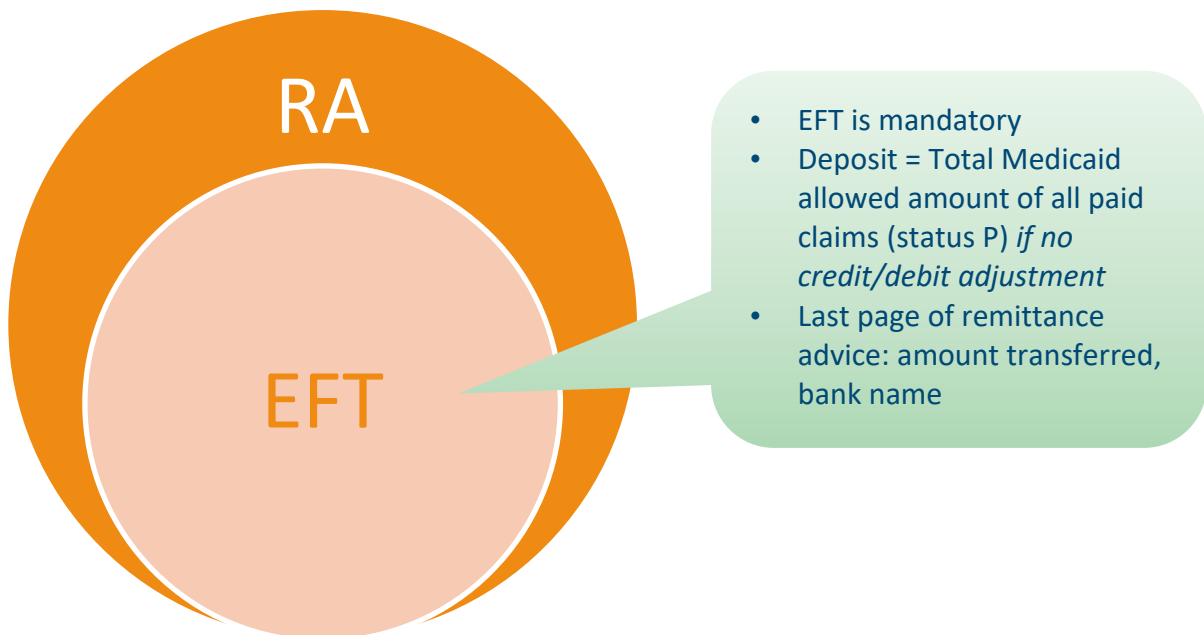 RA
EFT
• EFT is mandatory
• Deposit = Total Medicaid
allowed amount of all paid
claims (status P) if no
credit/debit adjustment
• Last page of remittance
advice: amount transferred,
bank name